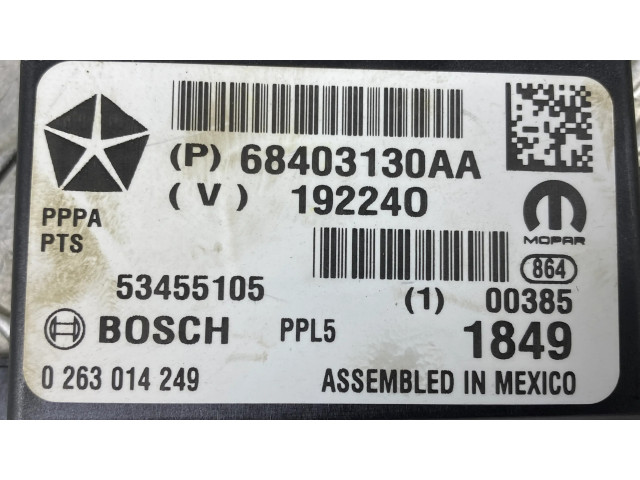 (P) 68403130AA
(V) 192240
PPPA
PTS
MOPAR
864
53455105
(1) 00385
BOSCH PPL5 1849
0 263 014 249 ASSEMBLED IN MEXICO